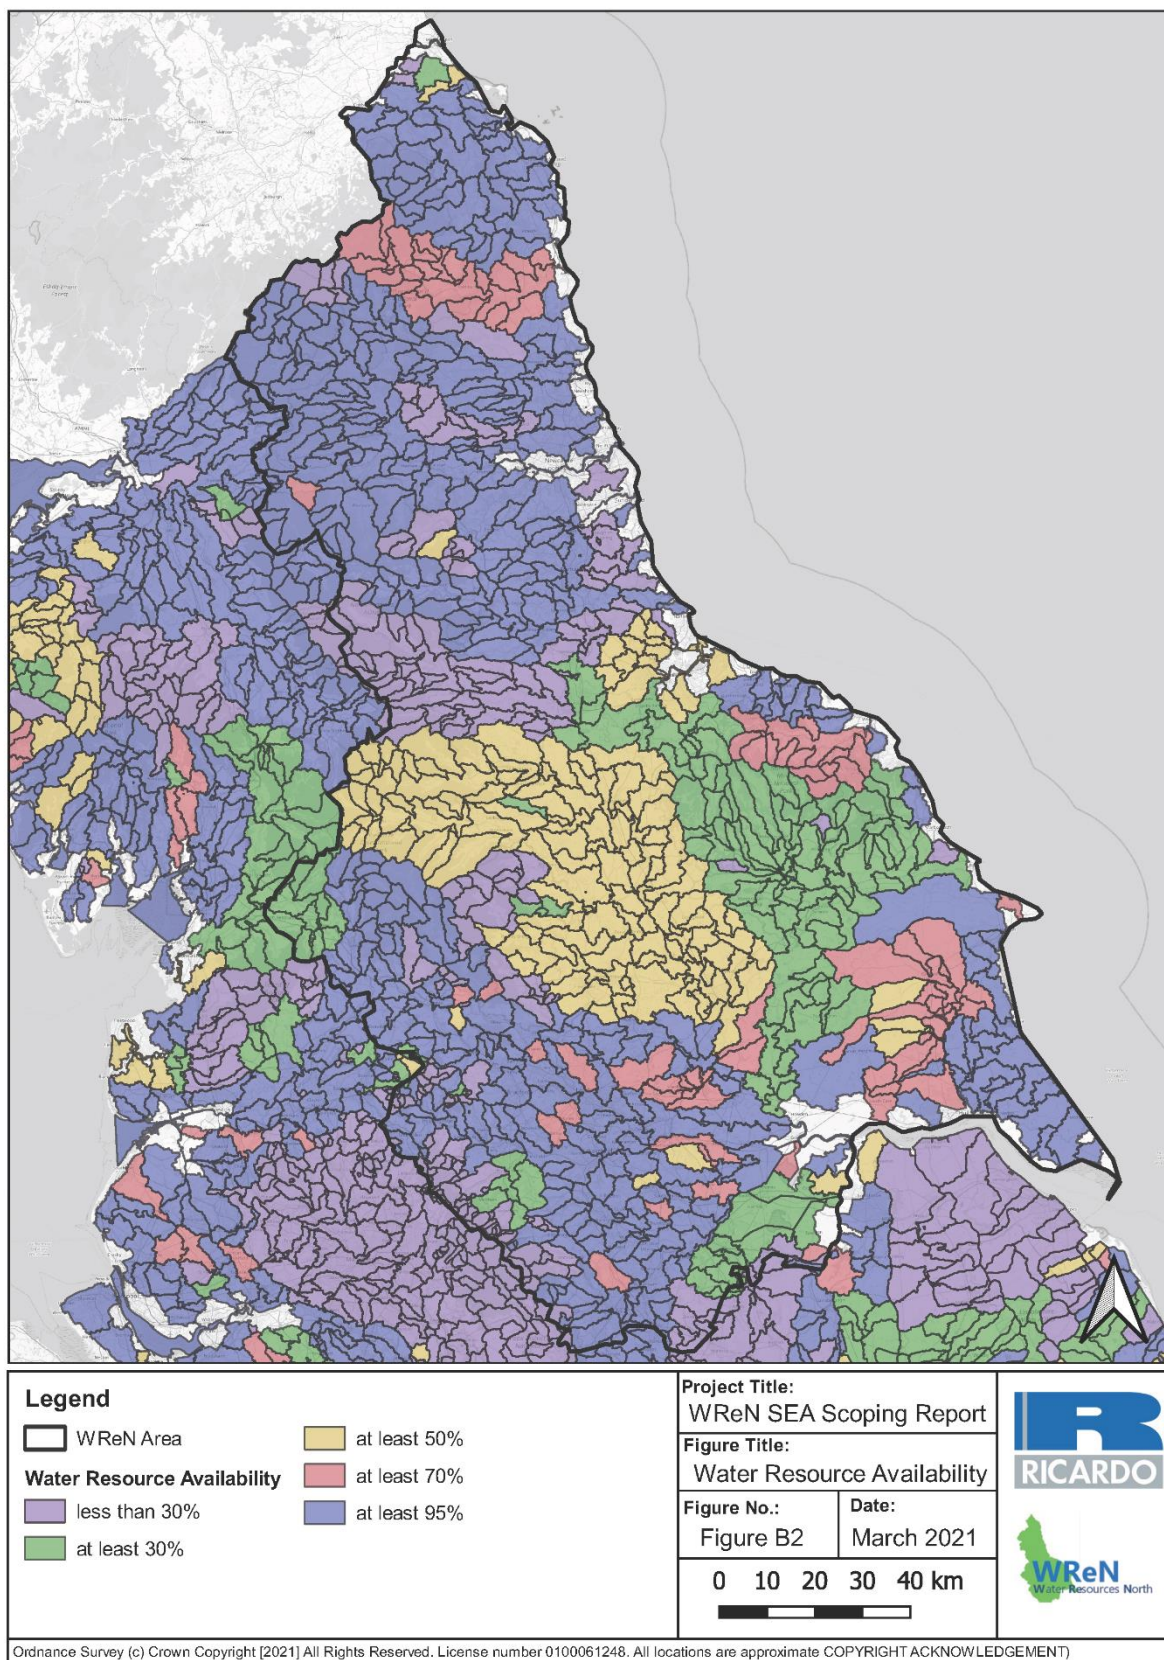 Legend
WReN Area
Water Resource Availability
less than 30%
at least 30%
at least 50%
at least 70%
at least 95%
Project Title:
WReN SEA Scoping Report
Figure Title:
Water Resource Availability
Figure No.:
Figure B2
Date:
March 2021
0 10 20 30 40 km
R
RICARDO
WReN
Water Resources North
Ordnance Survey (c) Crown Copyright [2021] All Rights Reserved. License number 0100061248. All locations are approximate COPYRIGHT ACKNOWLEDGEMENT)